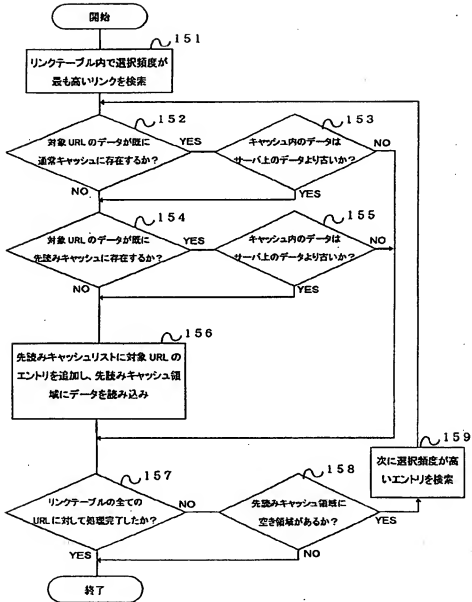 開始
151
リンクテーブル内で選択頻度が
最も高いリンクを検索
152
対象 URL のデータが既に
通常キャッシュに存在するか?
YES
NO
153
キャッシュ内のデータは
サーバ上のデータより古いか?
NO
YES
154
対象 URL のデータが既に
先読みキャッシュに存在するか?
YES
NO
155
キャッシュ内のデータは
サーバ上のデータより古いか?
NO
YES
156
先読みキャッシュリストに対象 URL の
エントリを追加し、先読みキャッシュ領
域にデータを読み込み
157
リンクテーブルの全ての
URL に対して処理完了したか?
NO
YES
158
先読みキャッシュ領域に
空き領域があるか?
YES
NO
159
次に選択頻度が高
いエントリを検索
終了